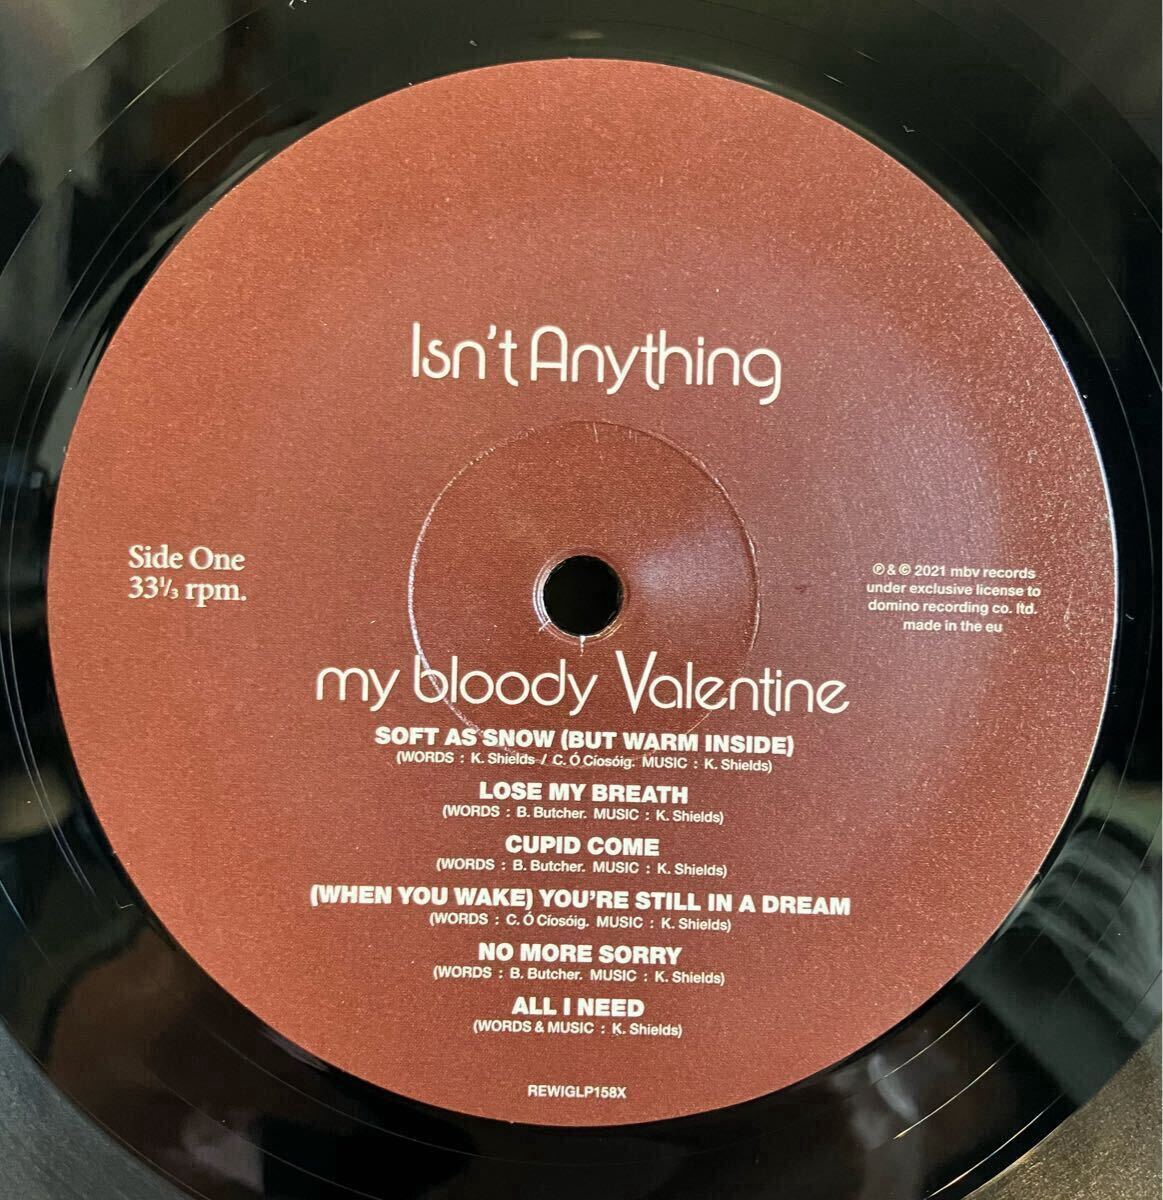 Isn't Anything
Side One
33⅓ rpm.
℗ & © 2021 mbv records
under exclusive license to
domino recording co. ltd.
made in the eu
my bloody Valentine
SOFT AS SNOW (BUT WARM INSIDE)
(WORDS : K. Shields / C. Ó Cíosóig. MUSIC : K. Shields)
LOSE MY BREATH
(WORDS : B. Butcher. MUSIC : K. Shields)
CUPID COME
(WORDS : B. Butcher. MUSIC : K. Shields)
(WHEN YOU WAKE) YOU'RE STILL IN A DREAM
(WORDS : C. Ó Cíosóig. MUSIC : K. Shields)
NO MORE SORRY
(WORDS : B. Butcher. MUSIC : K. Shields)
ALL I NEED
(WORDS & MUSIC : K. Shields)
REWIGLP158X